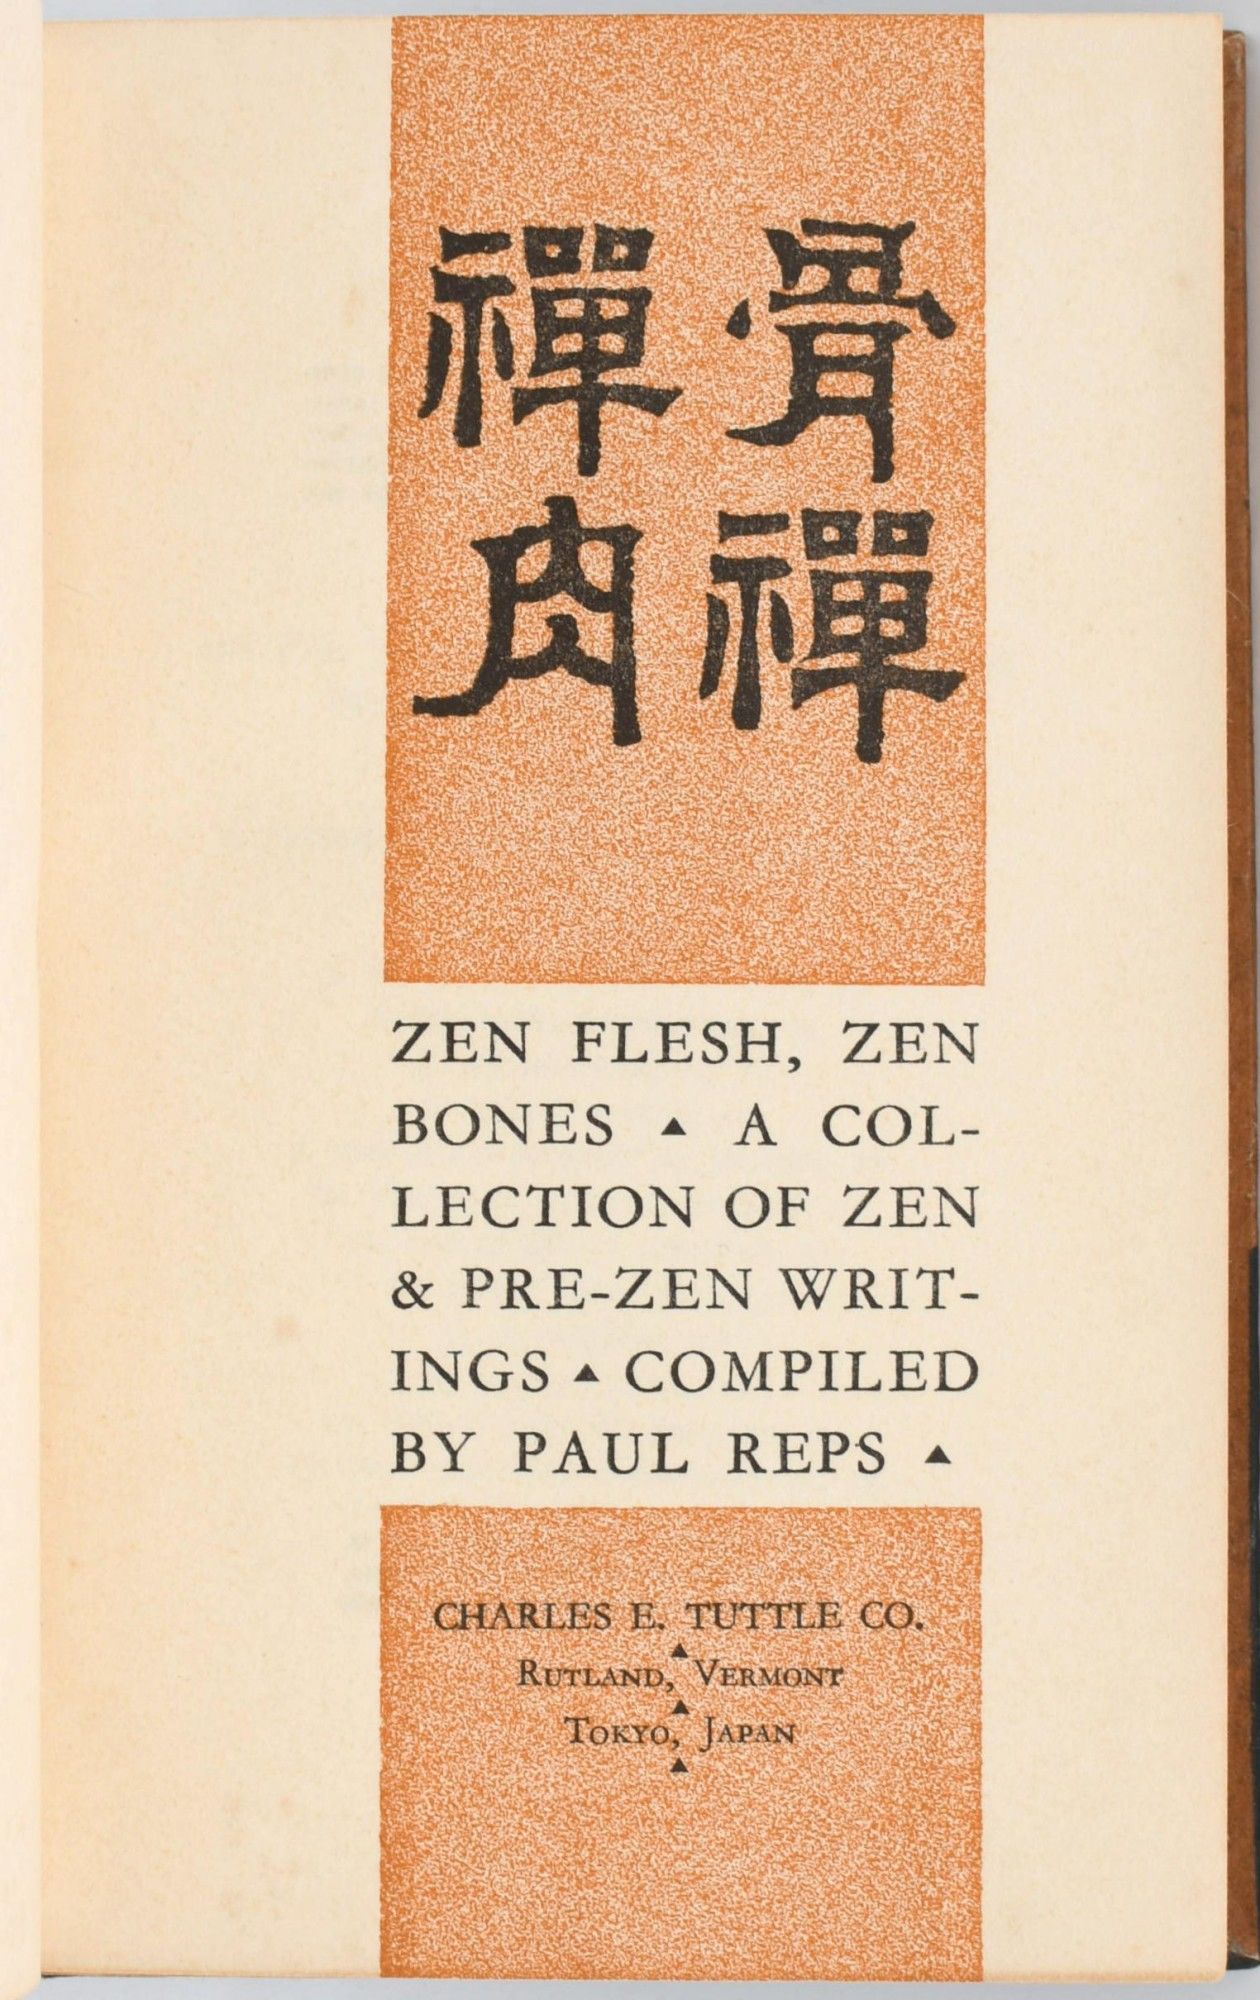 禪骨
肉禪
ZEN FLESH, ZEN
BONES ▲ A COL-
LECTION OF ZEN
& PRE-ZEN WRIT-
INGS ▲ COMPILED
BY PAUL REPS ▲
CHARLES E. TUTTLE CO.
▲
RUTLAND, VERMONT
▲
TOKYO, JAPAN
▲